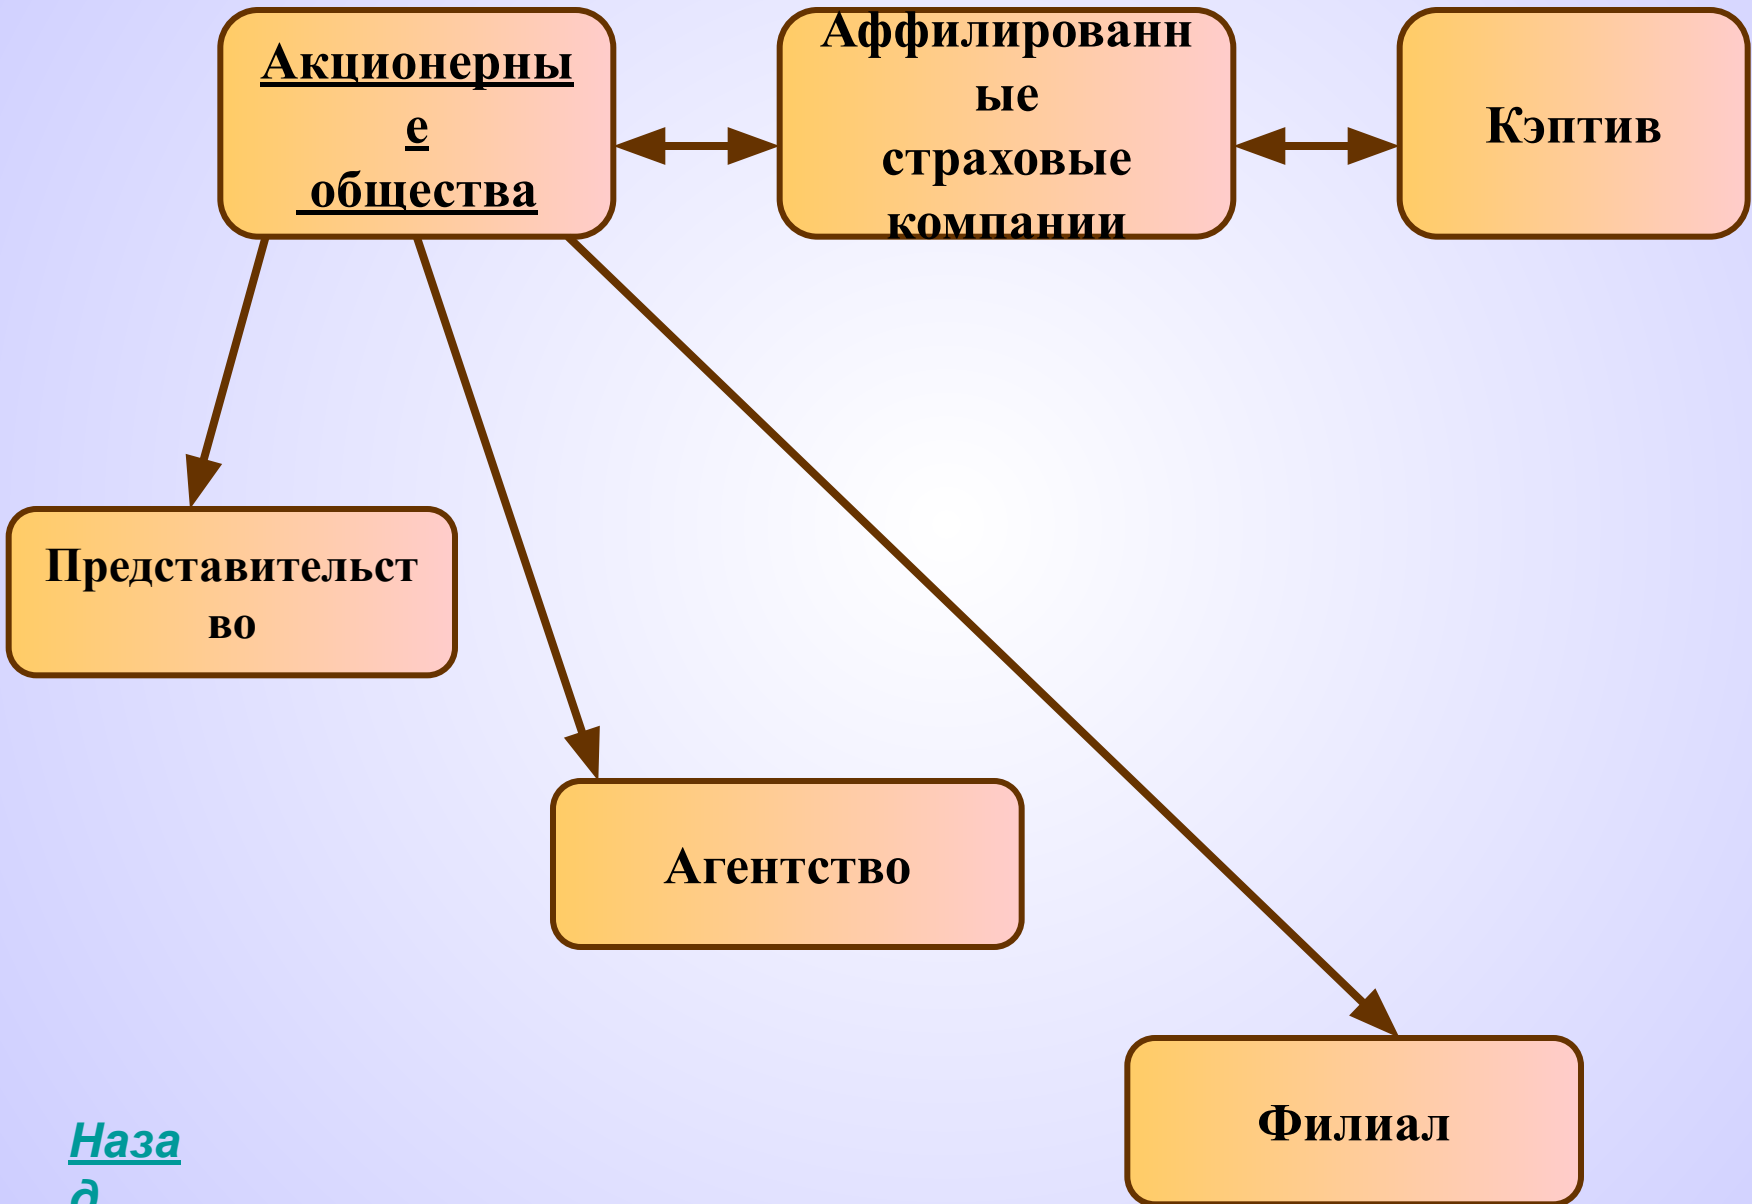 Акционерны
е
общества
Аффилированн
ые
страховые
компании
Кэптив
Представительст
во
Агентство
Филиал
Наза
д